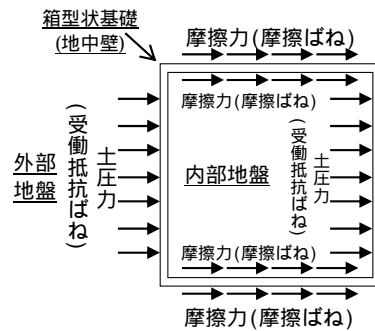 箱型状基礎
(地中壁)
摩擦力(摩擦ばね)
摩擦力(摩擦ばね)
外部
地盤
(受働抵抗ばね)
土圧力
内部地盤
(受働抵抗ばね)
土圧力
摩擦力(摩擦ばね)
摩擦力(摩擦ばね)